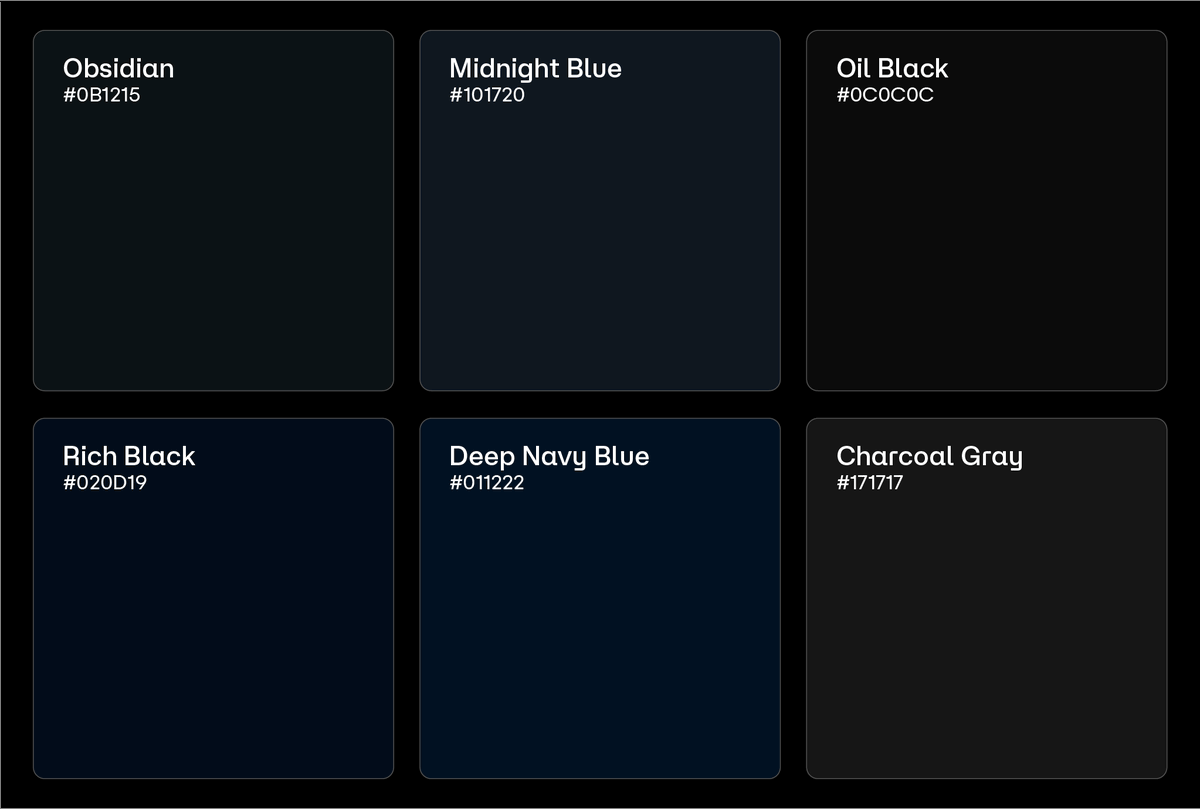 Obsidian
#0B1215
Midnight Blue
#101720
Oil Black
#0C0C0C
Rich Black
#020D19
Deep Navy Blue
#011222
Charcoal Gray
#171717